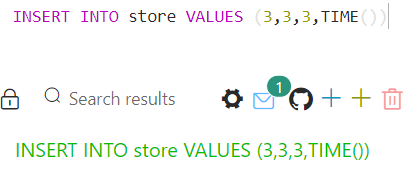 INSERT INTO store VALUES (3,3,3,TIME())
Search results
1
INSERT INTO store VALUES (3,3,3,TIME())